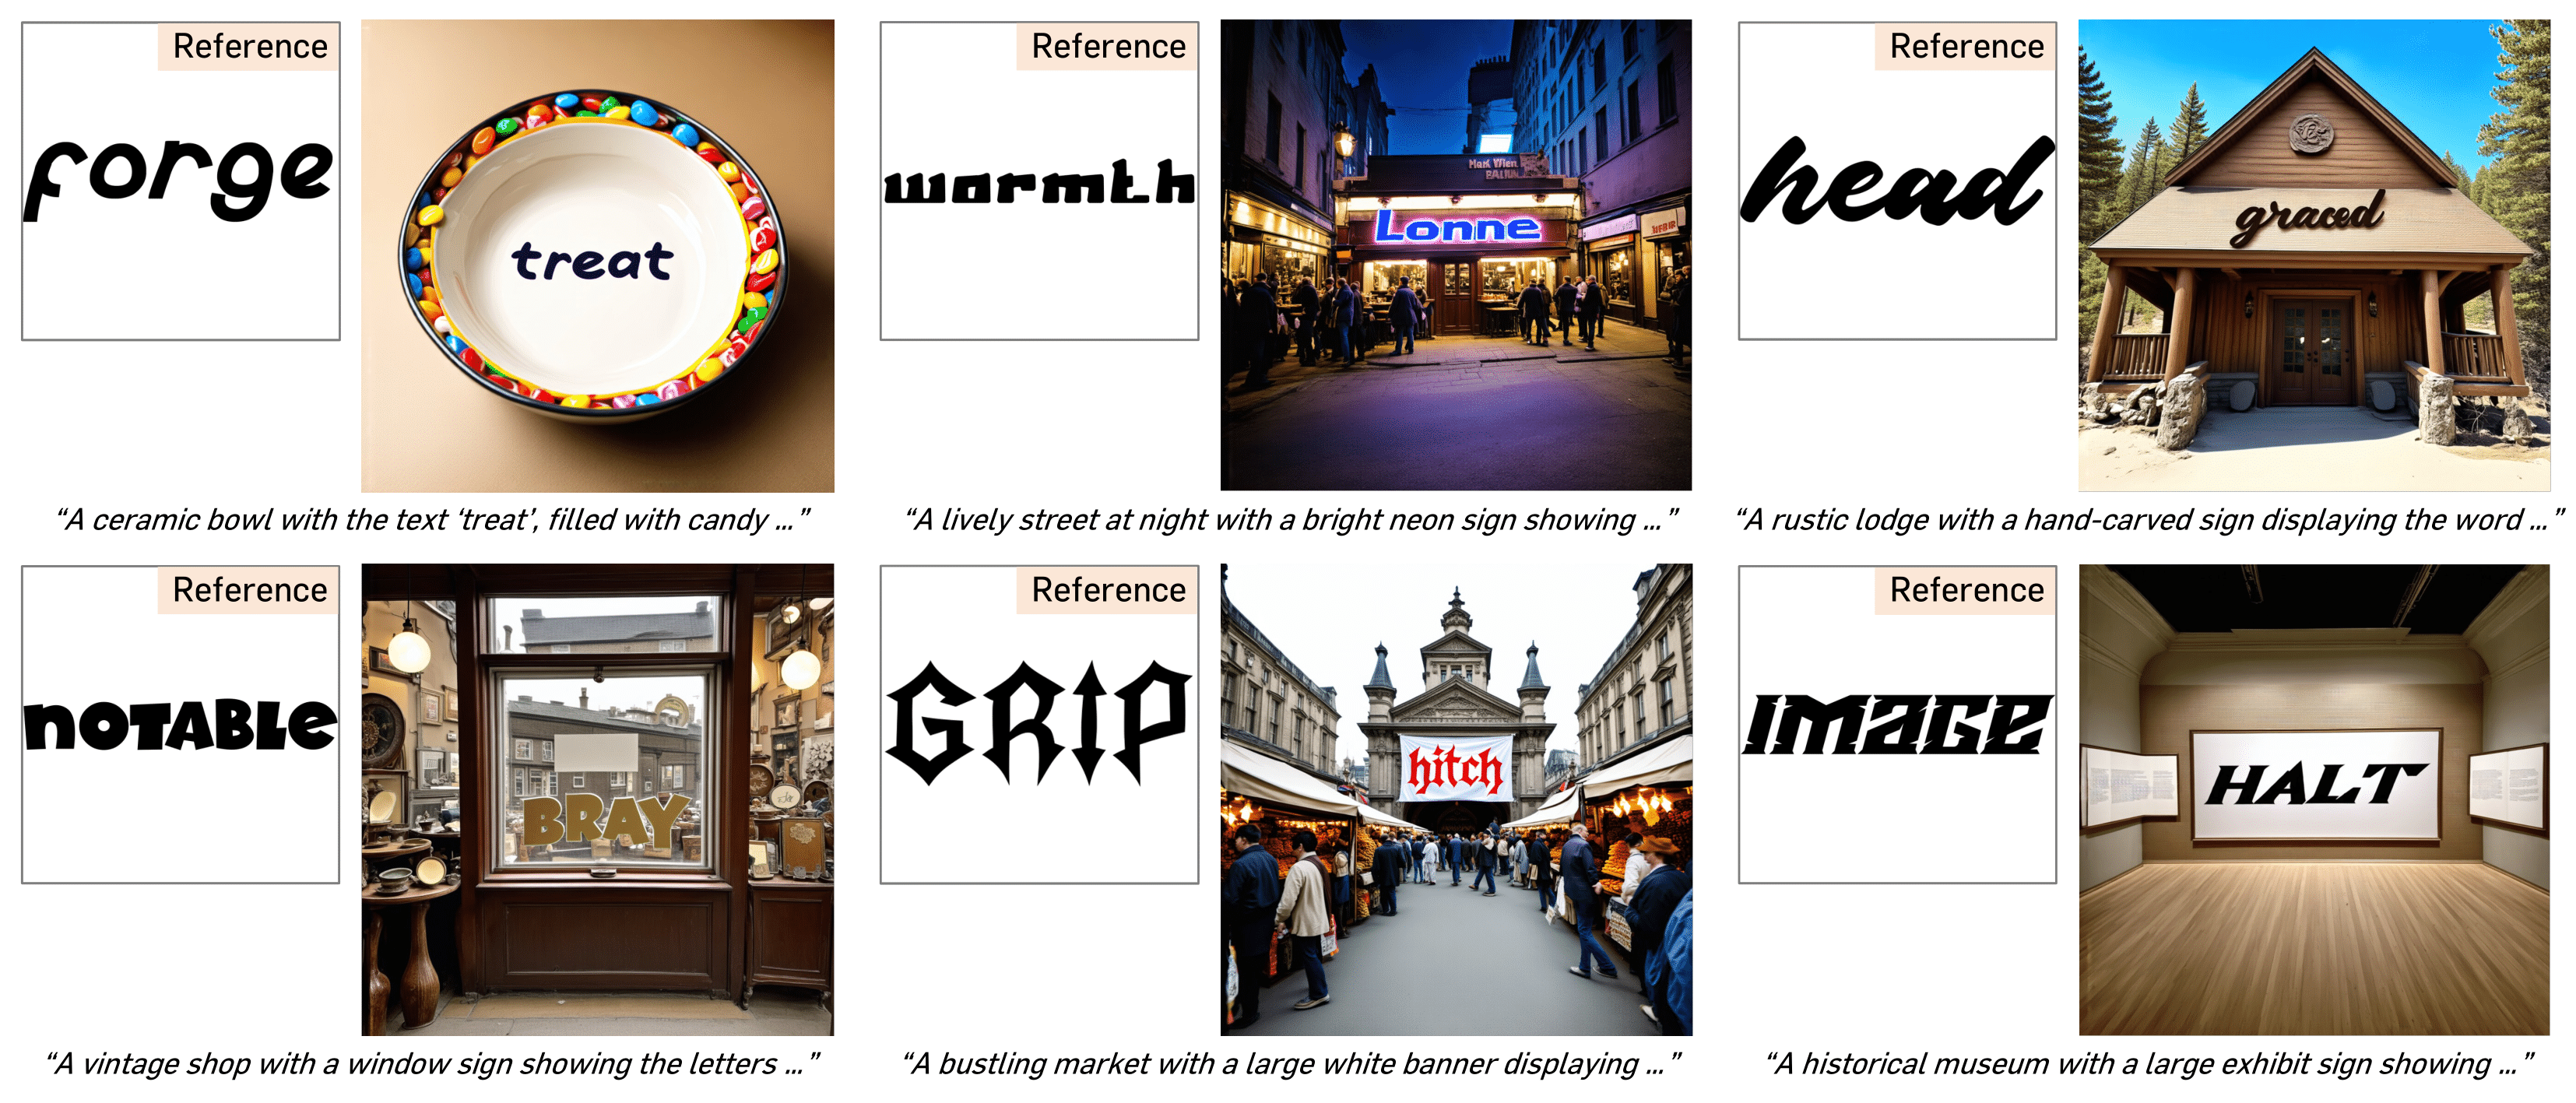 Reference
forge
treat
"A ceramic bowl with the text 'treat', filled with candy ..."
Reference
warmth
Lonne
"A lively street at night with a bright neon sign showing ..."
Reference
head
graced
"A rustic lodge with a hand-carved sign displaying the word ..."
Reference
nOTABLe
BRAY
"A vintage shop with a window sign showing the letters ..."
Reference
GRIP
hitch
"A bustling market with a large white banner displaying ..."
Reference
IMAGE
HALT
"A historical museum with a large exhibit sign showing ..."